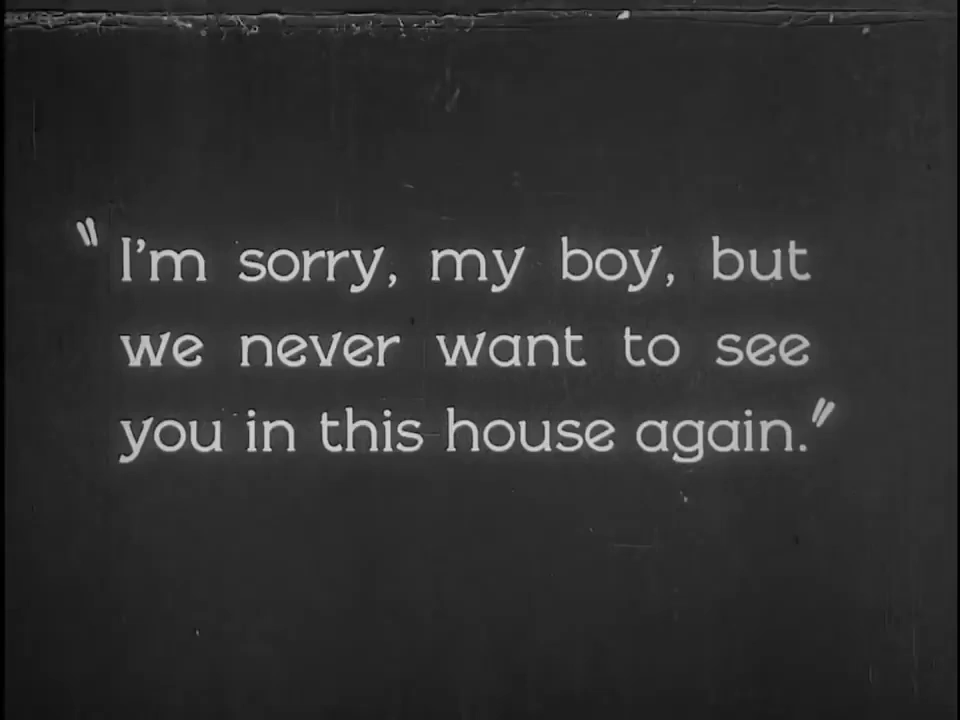 "I'm sorry, my boy, but
we never want to see
you in this house again."